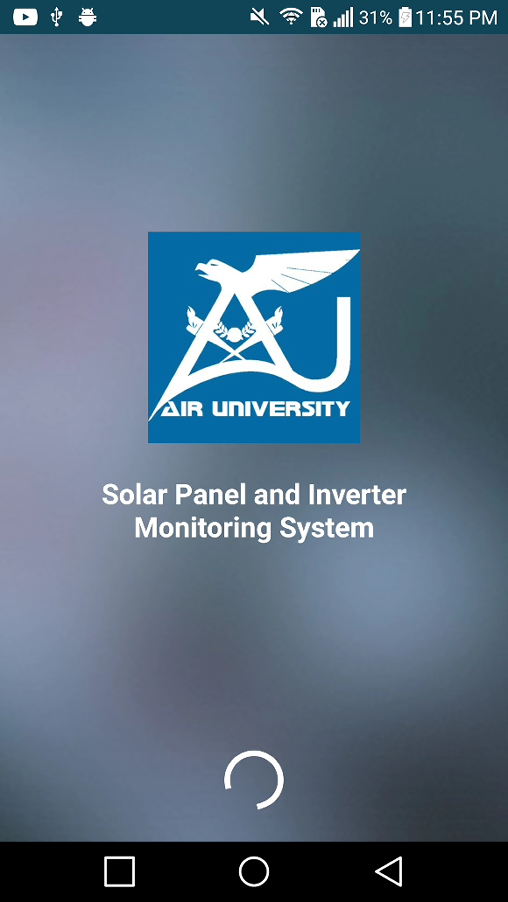 31% 11:55 PM
AIR UNIVERSITY
Solar Panel and Inverter
Monitoring System